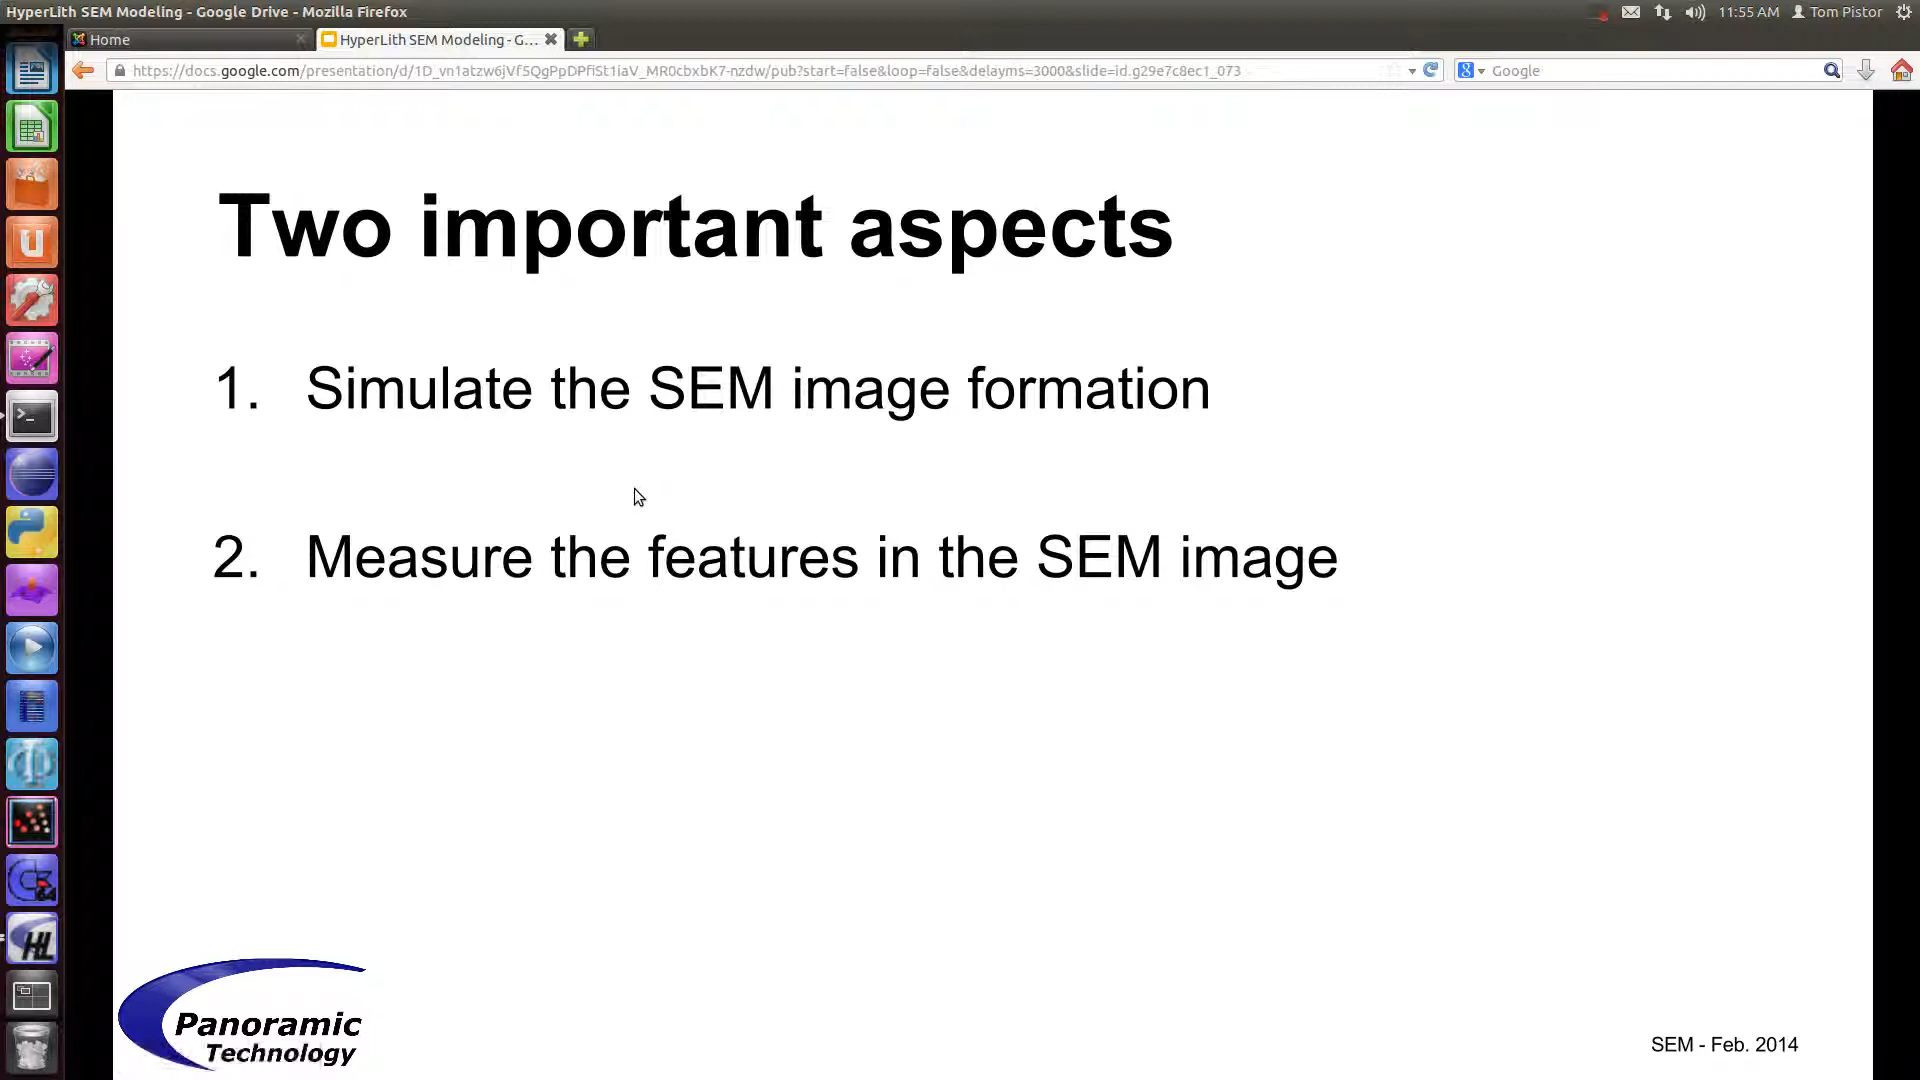 HyperLith SEM Modeling - Google Drive - Mozilla Firefox
11:55 AM Tom Pistor
Home
HyperLith SEM Modeling - G...
https://docs.google.com/presentation/d/1D_vn1atzw6jVf5QgPpDPfiSt1iaV_MR0cbxbK7-nzdw/pub?start=false&loop=false&delayms=3000&slide=id.g29e7c8ec1_073
Google
Two important aspects
1. Simulate the SEM image formation
2. Measure the features in the SEM image
HL
Panoramic
Technology
SEM - Feb. 2014